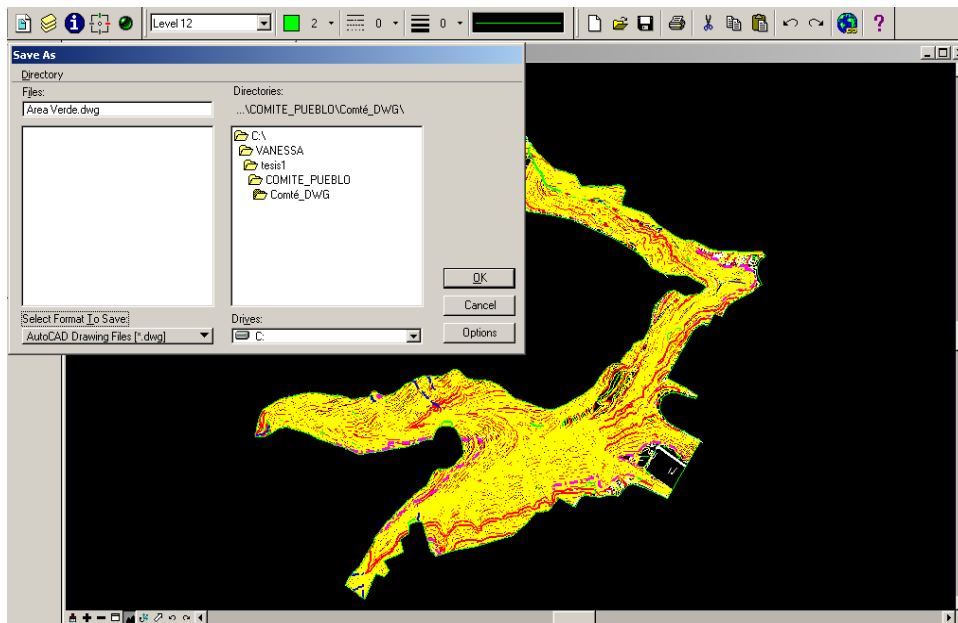 Level 12
2
0
0
?
Save As
Directory
Files:
Directories:
Area Verde.dwg
...\COMITE_PUEBLO\Comté_DWG\
C:\
VANESSA
tesis1
COMITE_PUEBLO
Comté_DWG
OK
Cancel
Select Format To Save:
Drives:
AutoCAD Drawing Files [*.dwg]
C:
Options